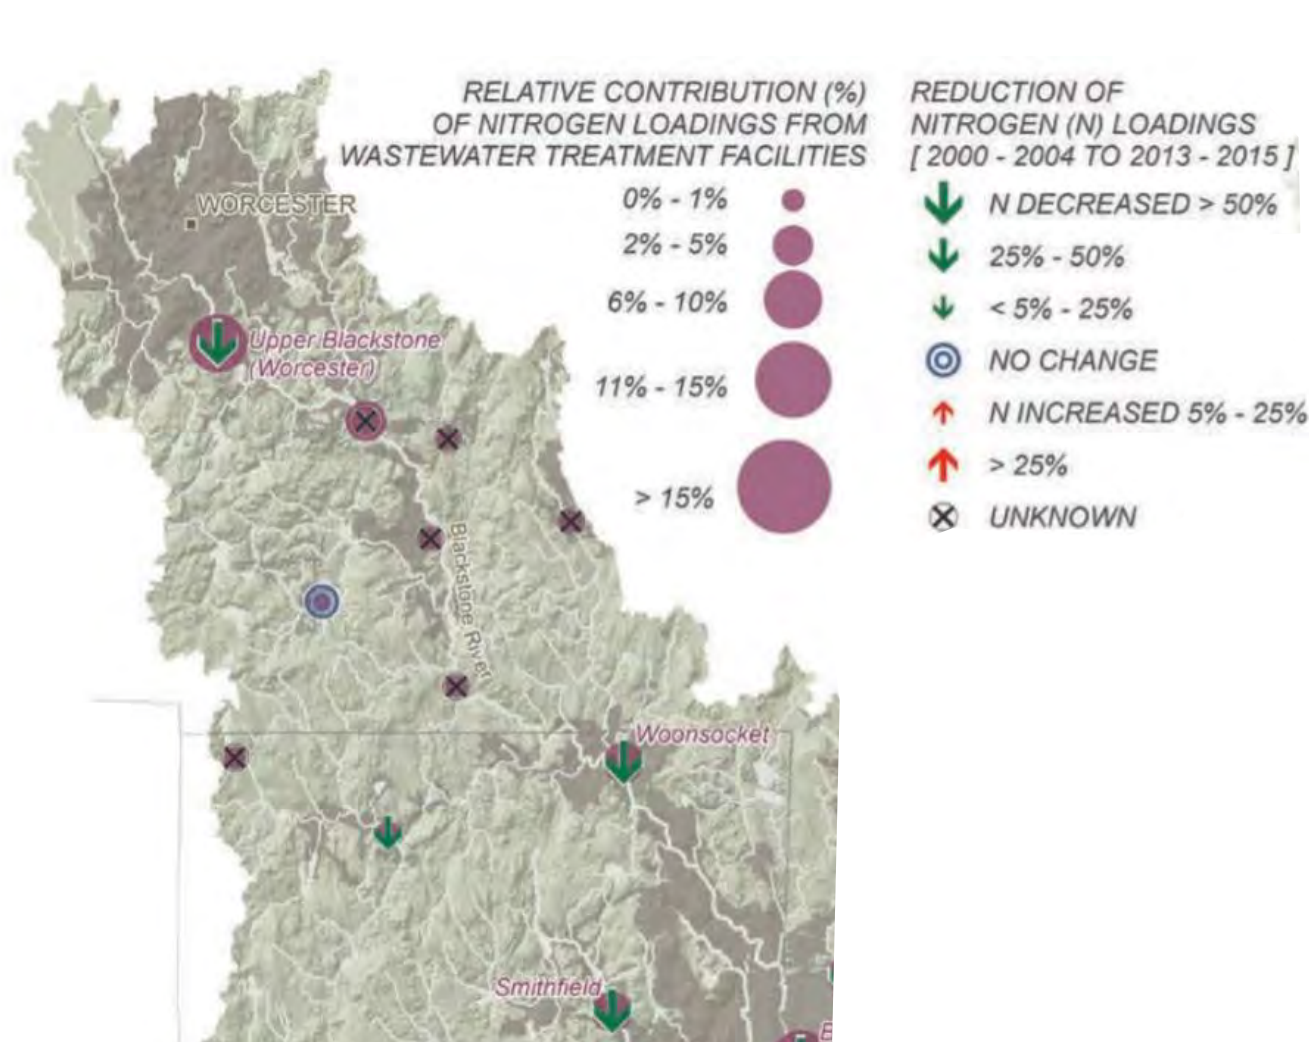 RELATIVE CONTRIBUTION (%)
OF NITROGEN LOADINGS FROM
WASTEWATER TREATMENT FACILITIES
0% - 1%
2% - 5%
6% - 10%
11% - 15%
> 15%
REDUCTION OF
NITROGEN (N) LOADINGS
[ 2000 - 2004 TO 2013 - 2015 ]
N DECREASED > 50%
25% - 50%
< 5% - 25%
NO CHANGE
N INCREASED 5% - 25%
> 25%
UNKNOWN
WORCESTER
Upper Blackstone
(Worcester)
Blackstone River
Woonsocket
Smithfield